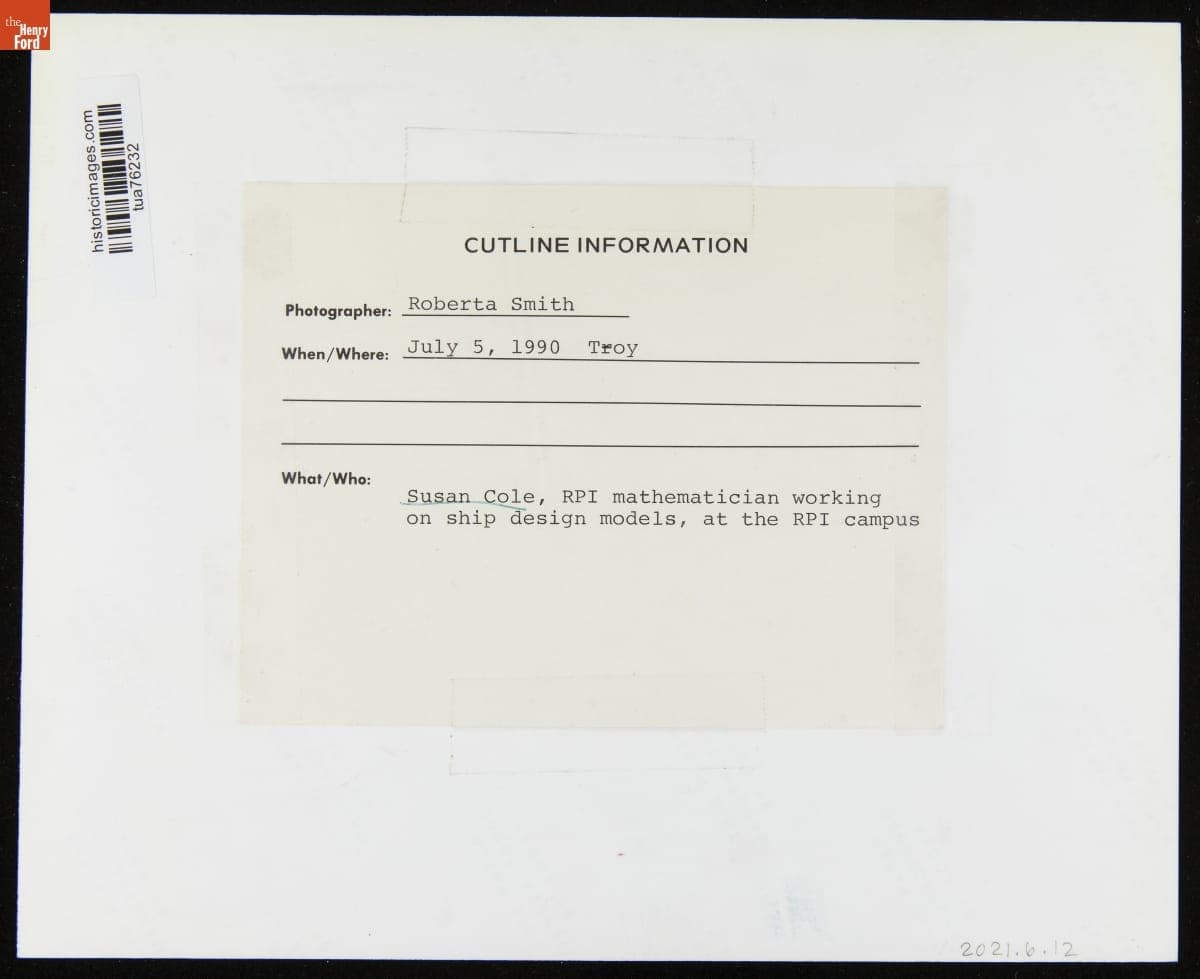 the
Henry
Ford
historicimages.com
tua76232
CUTLINE INFORMATION
Photographer: Roberta Smith
When/Where: July 5, 1990 Troy
What/Who:
Susan Cole, RPI mathematician working
on ship design models, at the RPI campus
2021.6.12